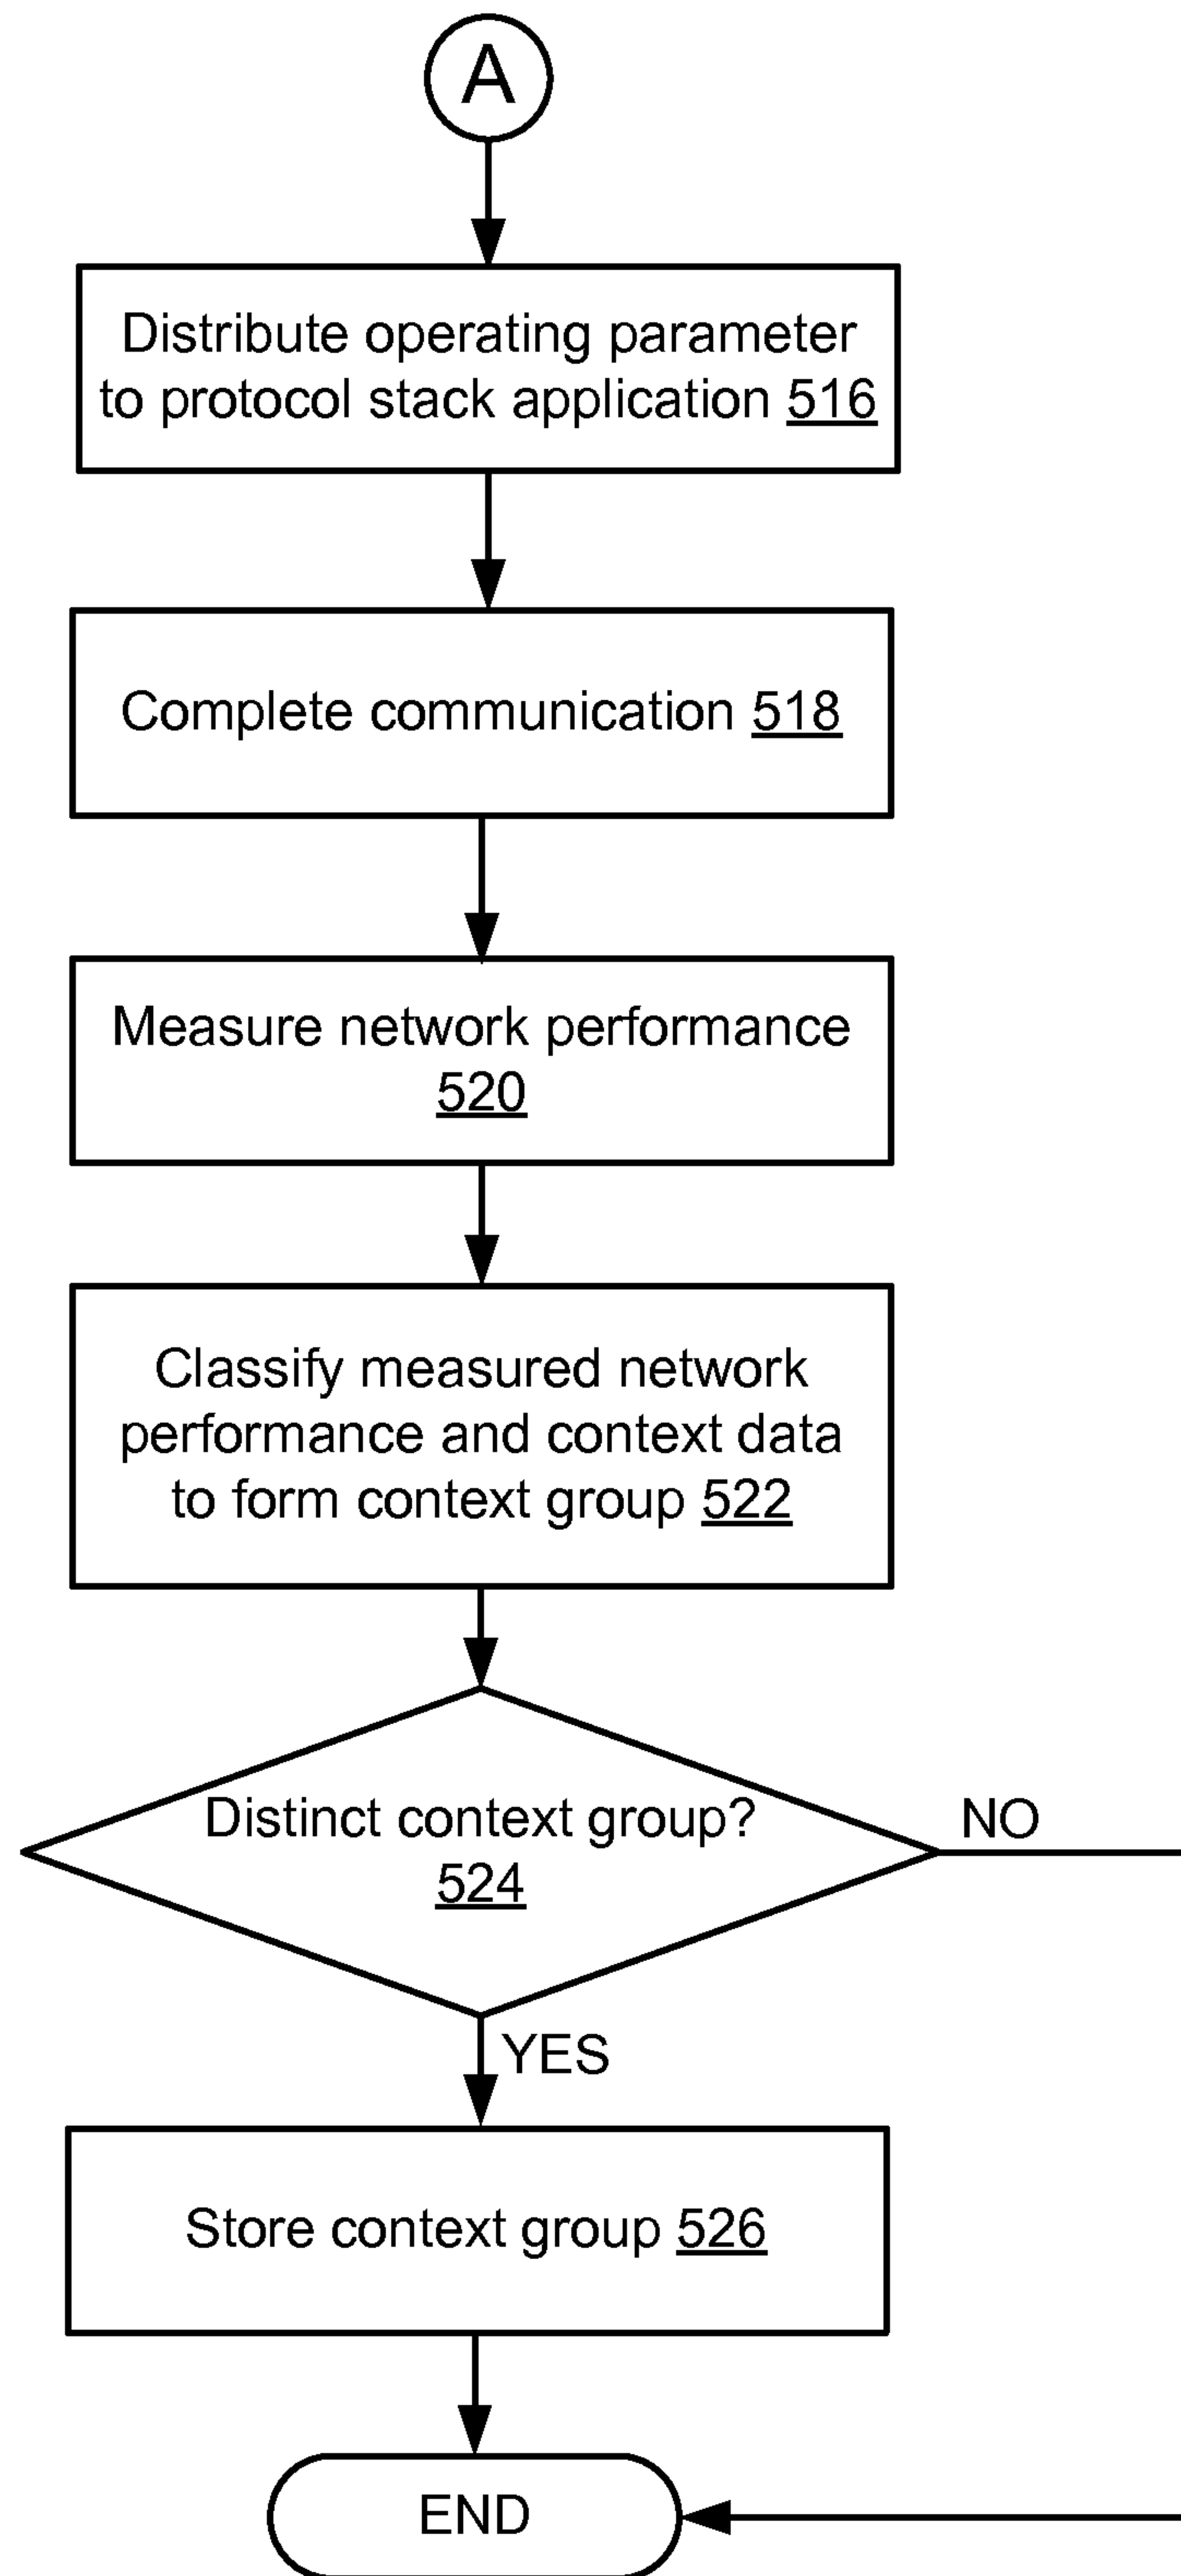 A
Distribute operating parameter
to protocol stack application 516
Complete communication 518
Measure network performance
520
Classify measured network
performance and context data
to form context group 522
Distinct context group?
524
NO
YES
Store context group 526
END